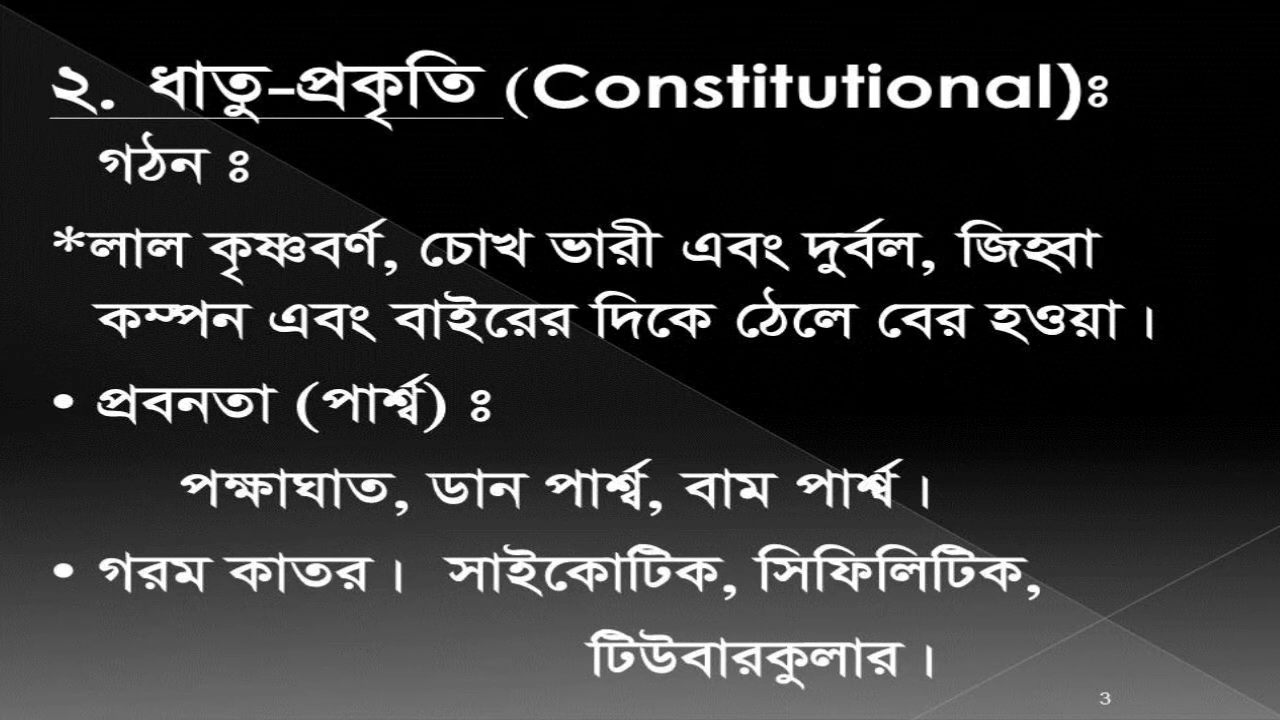 ২. ধাতু-প্রকৃতি (Constitutional)ঃ
গঠন ঃ
*লাল কৃষ্ণবর্ণ, চোখ ভারী এবং দুর্বল, জিহ্বা
কম্পন এবং বাইরের দিকে ঠেলে বের হওয়া।
• প্রবনতা (পার্শ্ব) ঃ
পক্ষাঘাত, ডান পার্শ্ব, বাম পার্শ্ব।
• গরম কাতর। সাইকোটিক, সিফিলিটিক,
টিউবারকুলার।
3